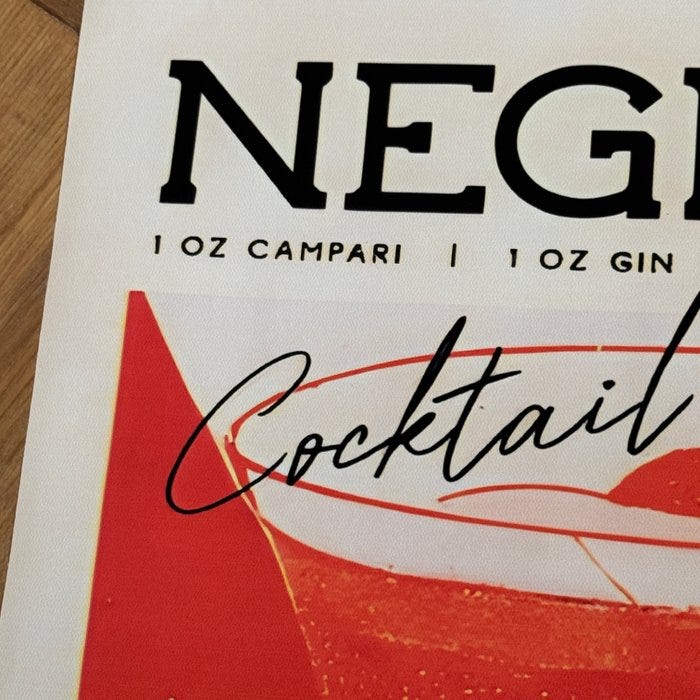 NEG
1 OZ CAMPARI | 1 OZ GIN
Cocktail